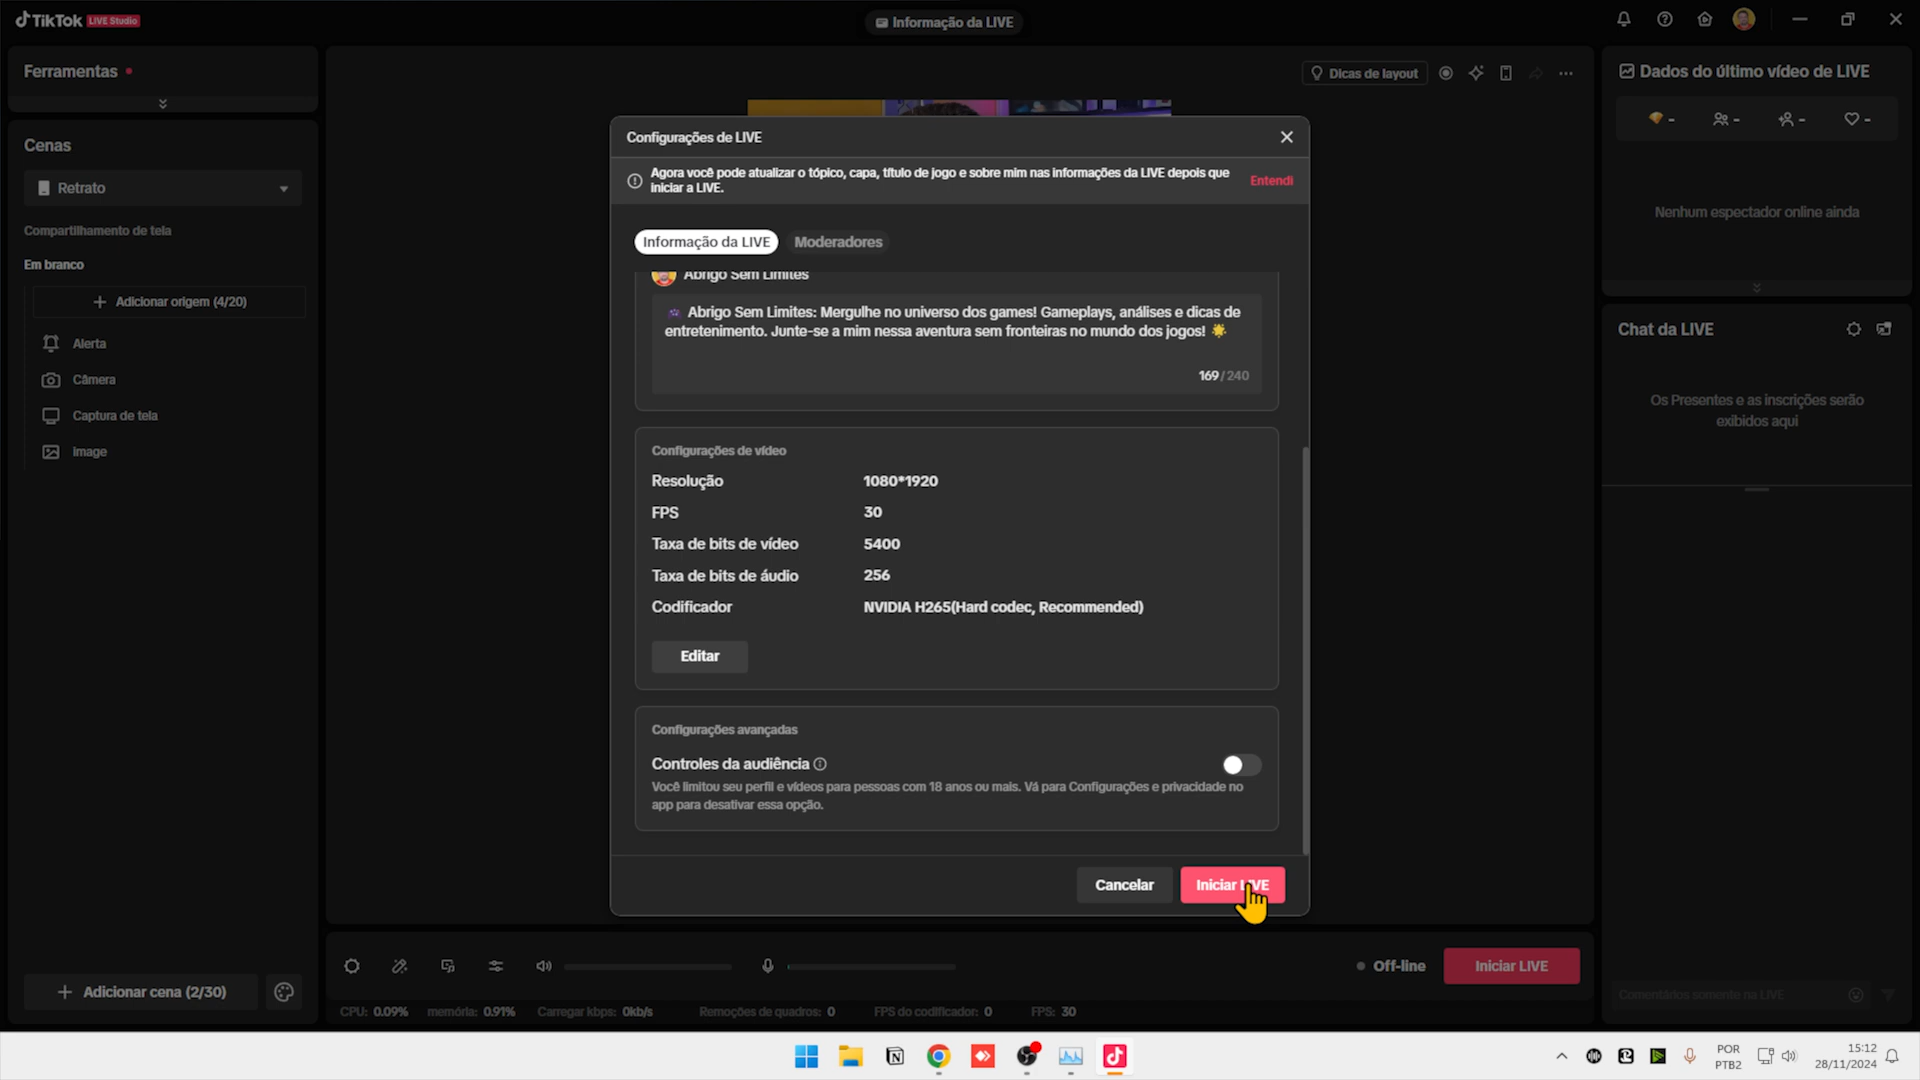 TikTok LIVE Studio
Informação da LIVE
Ferramentas
Cenas
Retrato
Compartilhamento de tela
Em branco
Adicionar origem (4/20)
Alerta
Câmera
Captura de tela
Image
Adicionar cena (2/30)
Dicas de layout
Configurações de LIVE
Agora você pode atualizar o tópico, capa, título de jogo e sobre mim nas informações da LIVE depois que
iniciar a LIVE.
Entendi
Informação da LIVE
Moderadores
Abrigo Sem Limites
Abrigo Sem Limites: Mergulhe no universo dos games! Gameplays, análises e dicas de
entretenimento. Junte-se a mim nessa aventura sem fronteiras no mundo dos jogos!
169/240
Configurações de vídeo
Resolução 1080*1920
FPS 30
Taxa de bits de vídeo 5400
Taxa de bits de áudio 256
Codificador NVIDIA H265(Hard codec, Recommended)
Editar
Configurações avançadas
Controles da audiência
Você limitou seu perfil e vídeos para pessoas com 18 anos ou mais. Vá para Configurações e privacidade no
app para desativar essa opção.
Cancelar
Iniciar LIVE
Off-line
Iniciar LIVE
CPU: 0.09% memória: 0.91% Carregar kbps: 0kb/s Remoções de quadros: 0 FPS do codificador: 0 FPS: 30
Dados do último vídeo de LIVE
- - - -
Nenhum espectador online ainda
Chat da LIVE
Os Presentes e as inscrições serão
exibidos aqui
Comentários somente na LIVE
POR
PTB2
15:12
28/11/2024